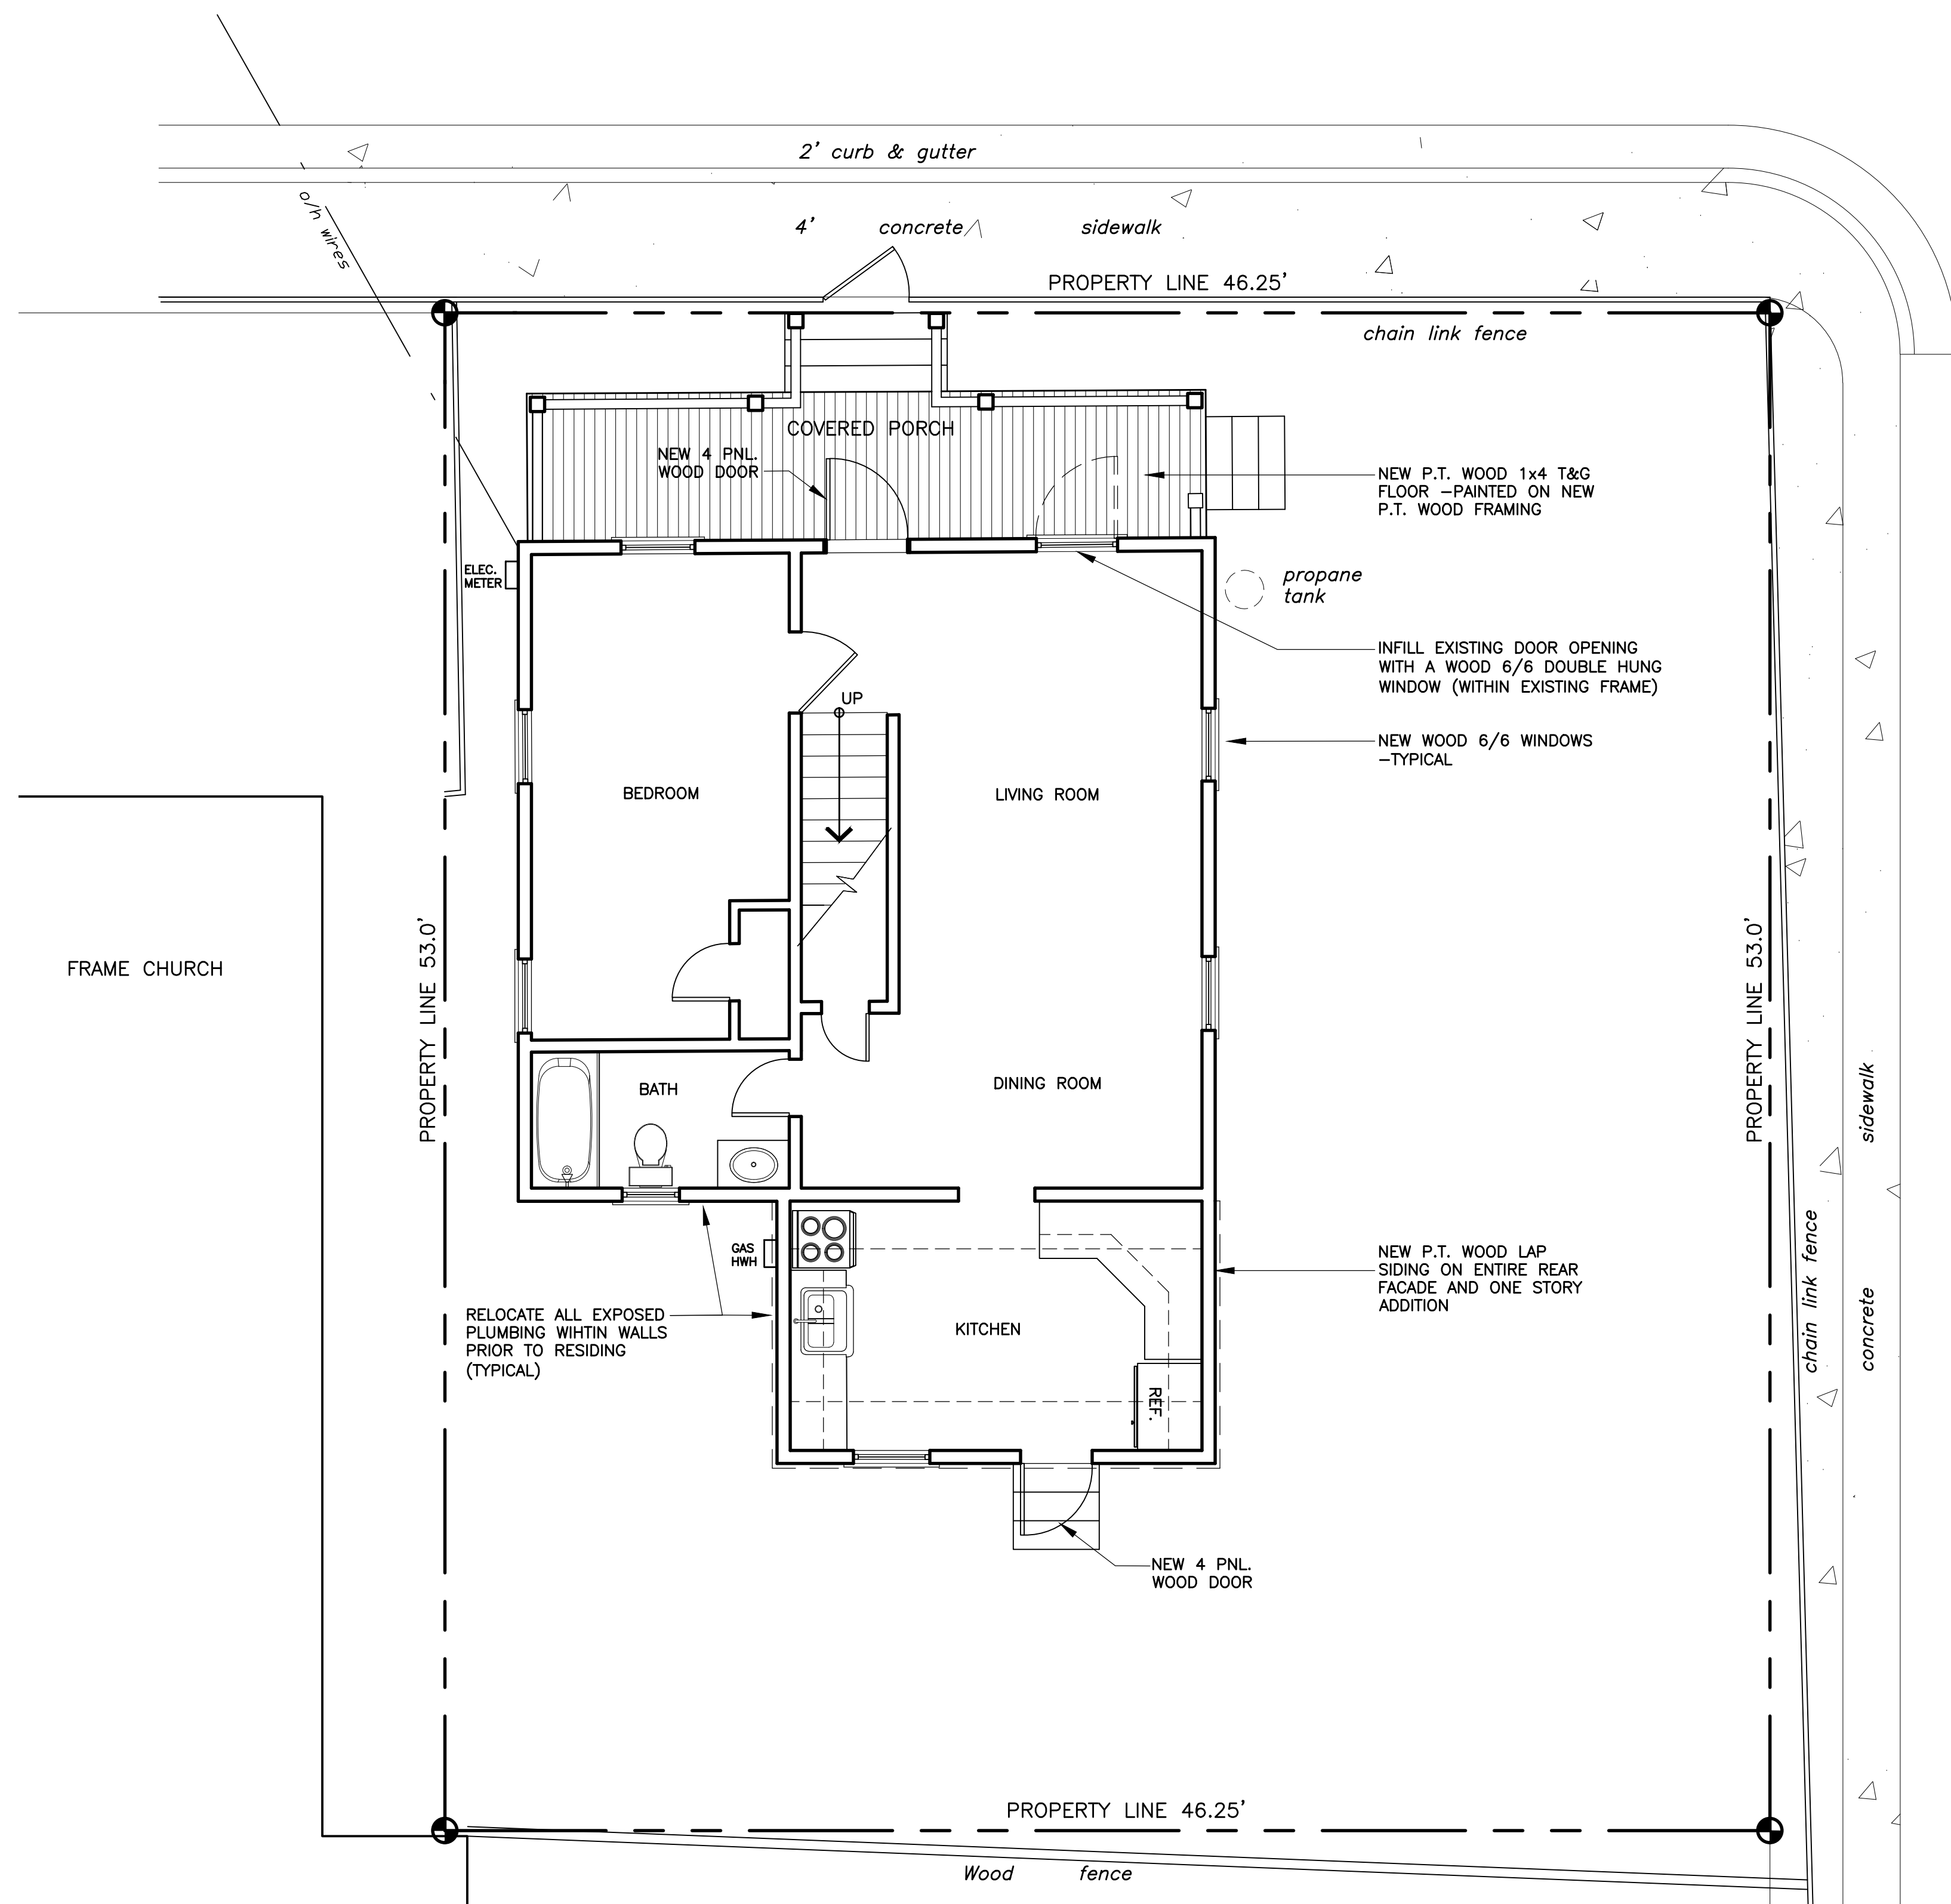 2' curb & gutter
o/h wires
4' concrete sidewalk
PROPERTY LINE 46.25'
chain link fence
COVERED PORCH
NEW 4 PNL.
WOOD DOOR
NEW P.T. WOOD 1x4 T&G
FLOOR –PAINTED ON NEW
P.T. WOOD FRAMING
ELEC.
METER
propane
tank
INFILL EXISTING DOOR OPENING
WITH A WOOD 6/6 DOUBLE HUNG
WINDOW (WITHIN EXISTING FRAME)
UP
NEW WOOD 6/6 WINDOWS
–TYPICAL
BEDROOM
LIVING ROOM
FRAME CHURCH
PROPERTY LINE 53.0'
PROPERTY LINE 53.0'
BATH
DINING ROOM
concrete sidewalk
chain link fence
GAS
HWH
NEW P.T. WOOD LAP
SIDING ON ENTIRE REAR
FACADE AND ONE STORY
ADDITION
RELOCATE ALL EXPOSED
PLUMBING WIHTIN WALLS
PRIOR TO RESIDING
(TYPICAL)
KITCHEN
REF.
NEW 4 PNL.
WOOD DOOR
PROPERTY LINE 46.25'
Wood fence